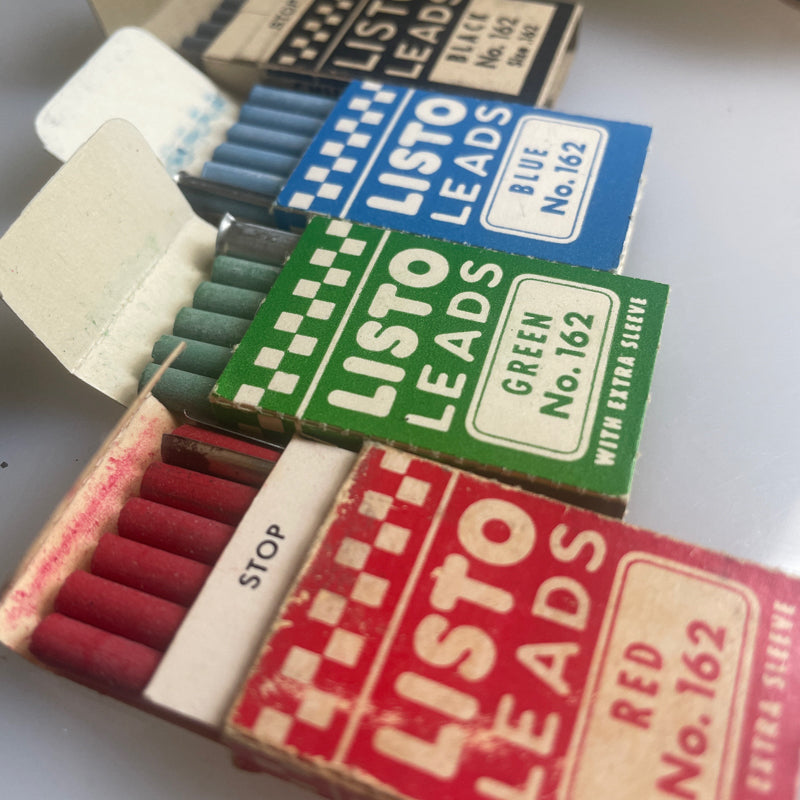 STOP
LISTO
LEADS
BLACK
No. 162
Size 162
LISTO
LEADS
BLUE
No. 162
LISTO
LEADS
GREEN
No. 162
WITH EXTRA SLEEVE
STOP
LISTO
LEADS
RED
No. 162
EXTRA SLEEVE